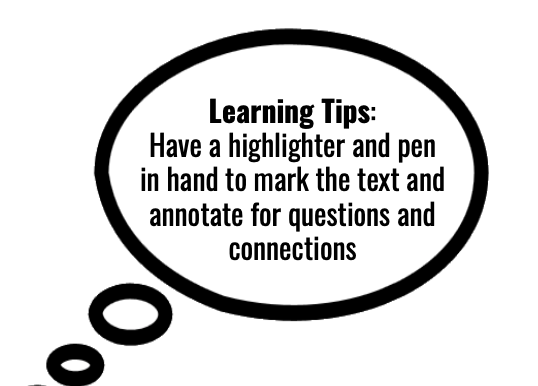 Learning Tips:
Have a highlighter and pen
in hand to mark the text and
annotate for questions and
connections